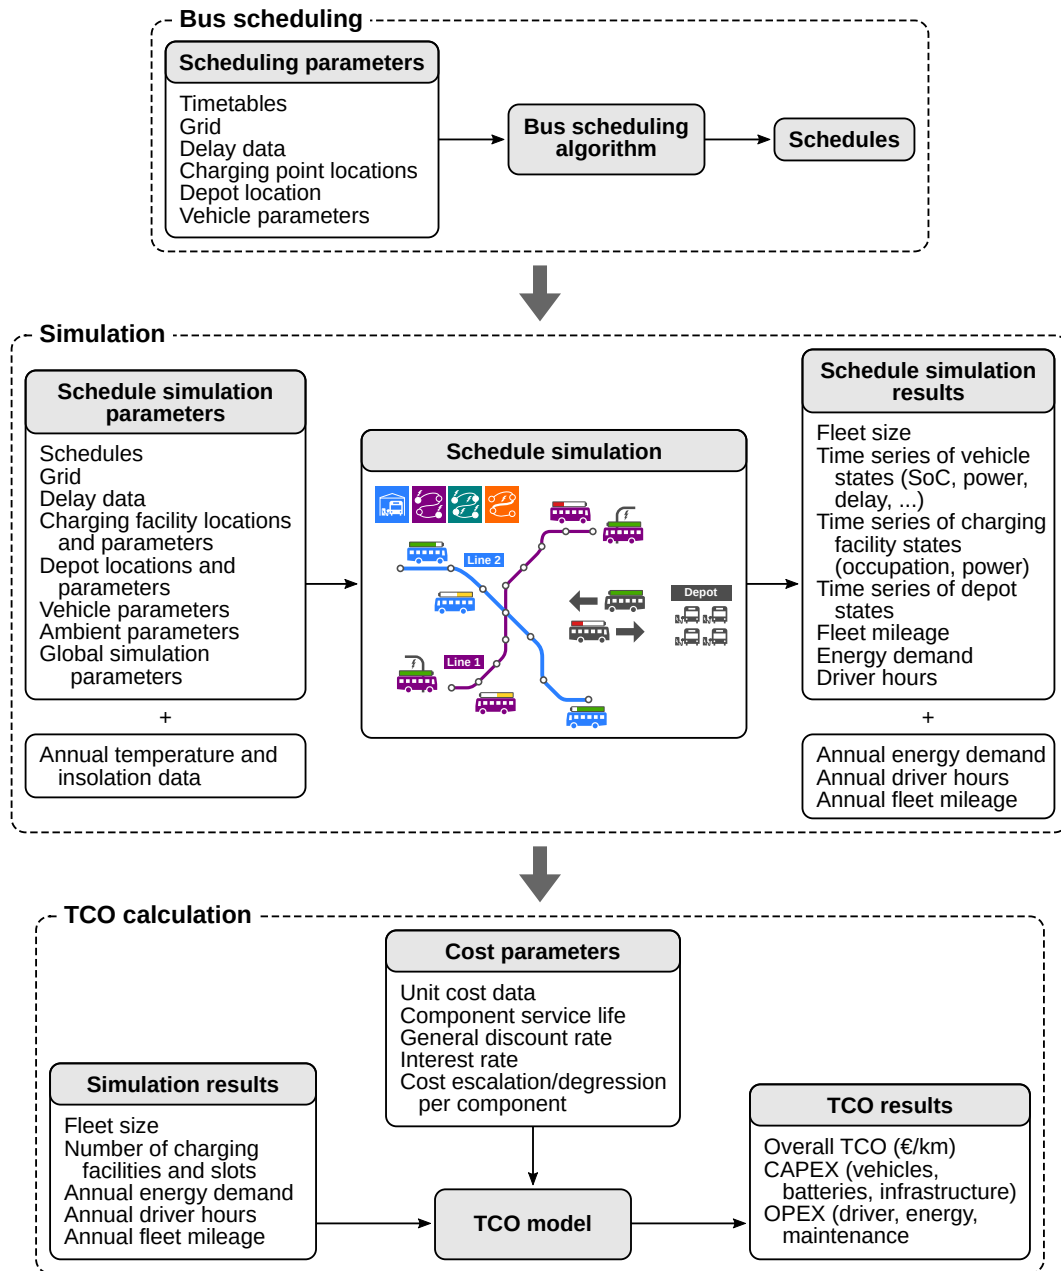 Bus scheduling
Scheduling parameters
Timetables
Grid
Delay data
Charging point locations
Depot location
Vehicle parameters
Bus scheduling
algorithm
Schedules
Simulation
Schedule simulation
parameters
Schedules
Grid
Delay data
Charging facility locations
and parameters
Depot locations and
parameters
Vehicle parameters
Ambient parameters
Global simulation
parameters
+
Annual temperature and
insolation data
Schedule simulation
Line 2
Line 1
Depot
Schedule simulation
results
Fleet size
Time series of vehicle
states (SoC, power,
delay, ...)
Time series of charging
facility states
(occupation, power)
Time series of depot
states
Fleet mileage
Energy demand
Driver hours
+
Annual energy demand
Annual driver hours
Annual fleet mileage
TCO calculation
Cost parameters
Unit cost data
Component service life
General discount rate
Interest rate
Cost escalation/degression
per component
Simulation results
Fleet size
Number of charging
facilities and slots
Annual energy demand
Annual driver hours
Annual fleet mileage
TCO model
TCO results
Overall TCO (€/km)
CAPEX (vehicles,
batteries, infrastructure)
OPEX (driver, energy,
maintenance